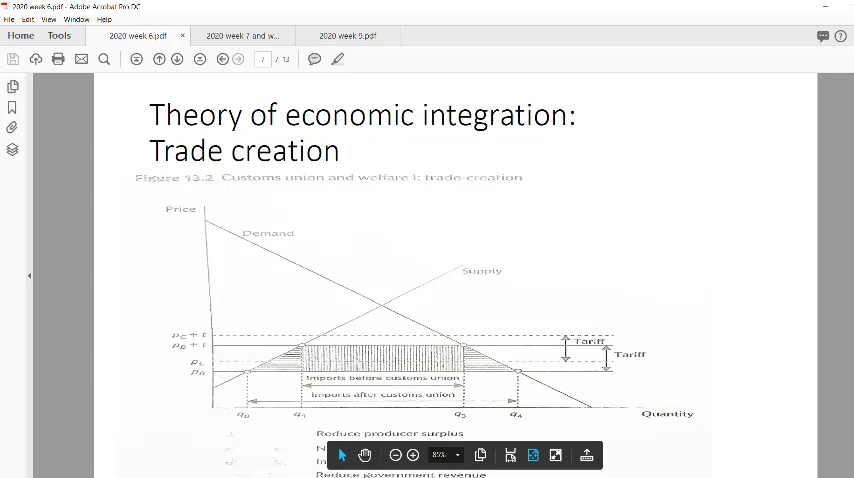 2020 week 6.pdf - Adobe Acrobat Pro DC
File Edit View Window Help
Home Tools 2020 week 6.pdf × 2020 week 7 and w... 2020 week 9.pdf
7 / 13
Theory of economic integration:
Trade creation
Figure 13.2 Customs union and welfare I: trade-creation
Price
Demand
Supply
pC + t
pB + t
Tariff
Tariff
pC
pB
Imports before customs union
Imports after customs union
q0 q1 q3 q4 Quantity
Reduce producer surplus
85%
Reduce government revenue